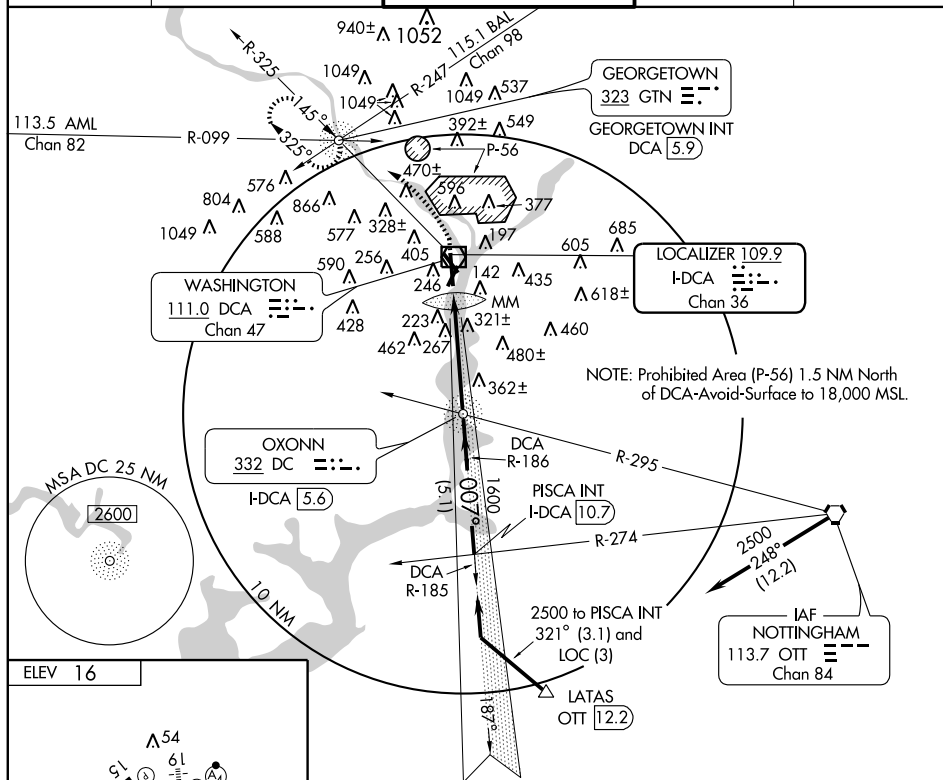 940±
1052
115.1 BAL
Chan 98
R-247
R-325
1049
1049
1049
537
GEORGETOWN
323 GTN
GEORGETOWN INT
DCA 5.9
145°
325°
113.5 AML
Chan 82
R-099
392±
549
P-56
470±
576
804
1049
588
866
577
328±
596
377
197
405
685
605
LOCALIZER 109.9
I-DCA
Chan 36
WASHINGTON
111.0 DCA
Chan 47
590
256
246
142
435
618±
428
MM
223
321±
460
462
267
480±
362±
NOTE: Prohibited Area (P-56) 1.5 NM North
of DCA-Avoid-Surface to 18,000 MSL.
OXONN
332 DC
I-DCA 5.6
DCA
R-186
R-295
007°
(5.1)
1600
PISCA INT
I-DCA 10.7
R-274
DCA
R-185
MSA DC 25 NM
2600
10 NM
2500
248°
(12.2)
IAF
NOTTINGHAM
113.7 OTT
Chan 84
2500 to PISCA INT
321° (3.1) and
LOC (3)
LATAS
OTT 12.2
187°
ELEV 16
54
15
19
P
A4